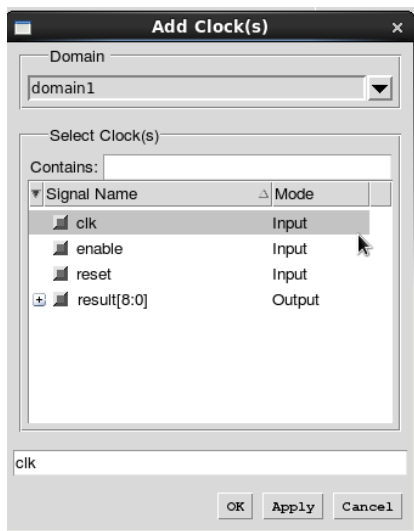 Add Clock(s)
Domain
domain1
Select Clock(s)
Contains:
Signal Name Mode
clk Input
enable Input
reset Input
result[8:0] Output
clk
OK Apply Cancel